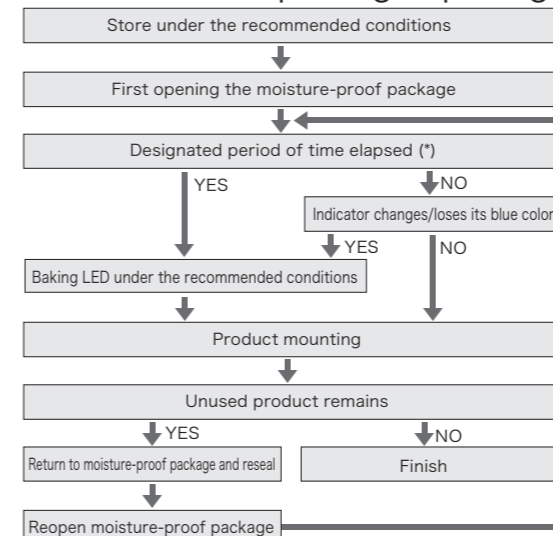 Store under the recommended conditions
First opening the moisture-proof package
Designated period of time elapsed (*)
YES
NO
Indicator changes/loses its blue color
YES
NO
Baking LED under the recommended conditions
Product mounting
Unused product remains
YES
NO
Return to moisture-proof package and reseal
Finish
Reopen moisture-proof package